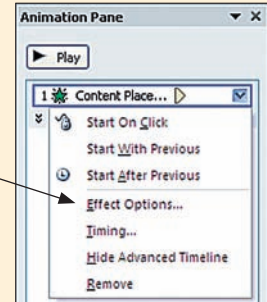 Animation Pane
Play
1 Content Place...
Start On Click
Start With Previous
Start After Previous
Effect Options...
Timing...
Hide Advanced Timeline
Remove